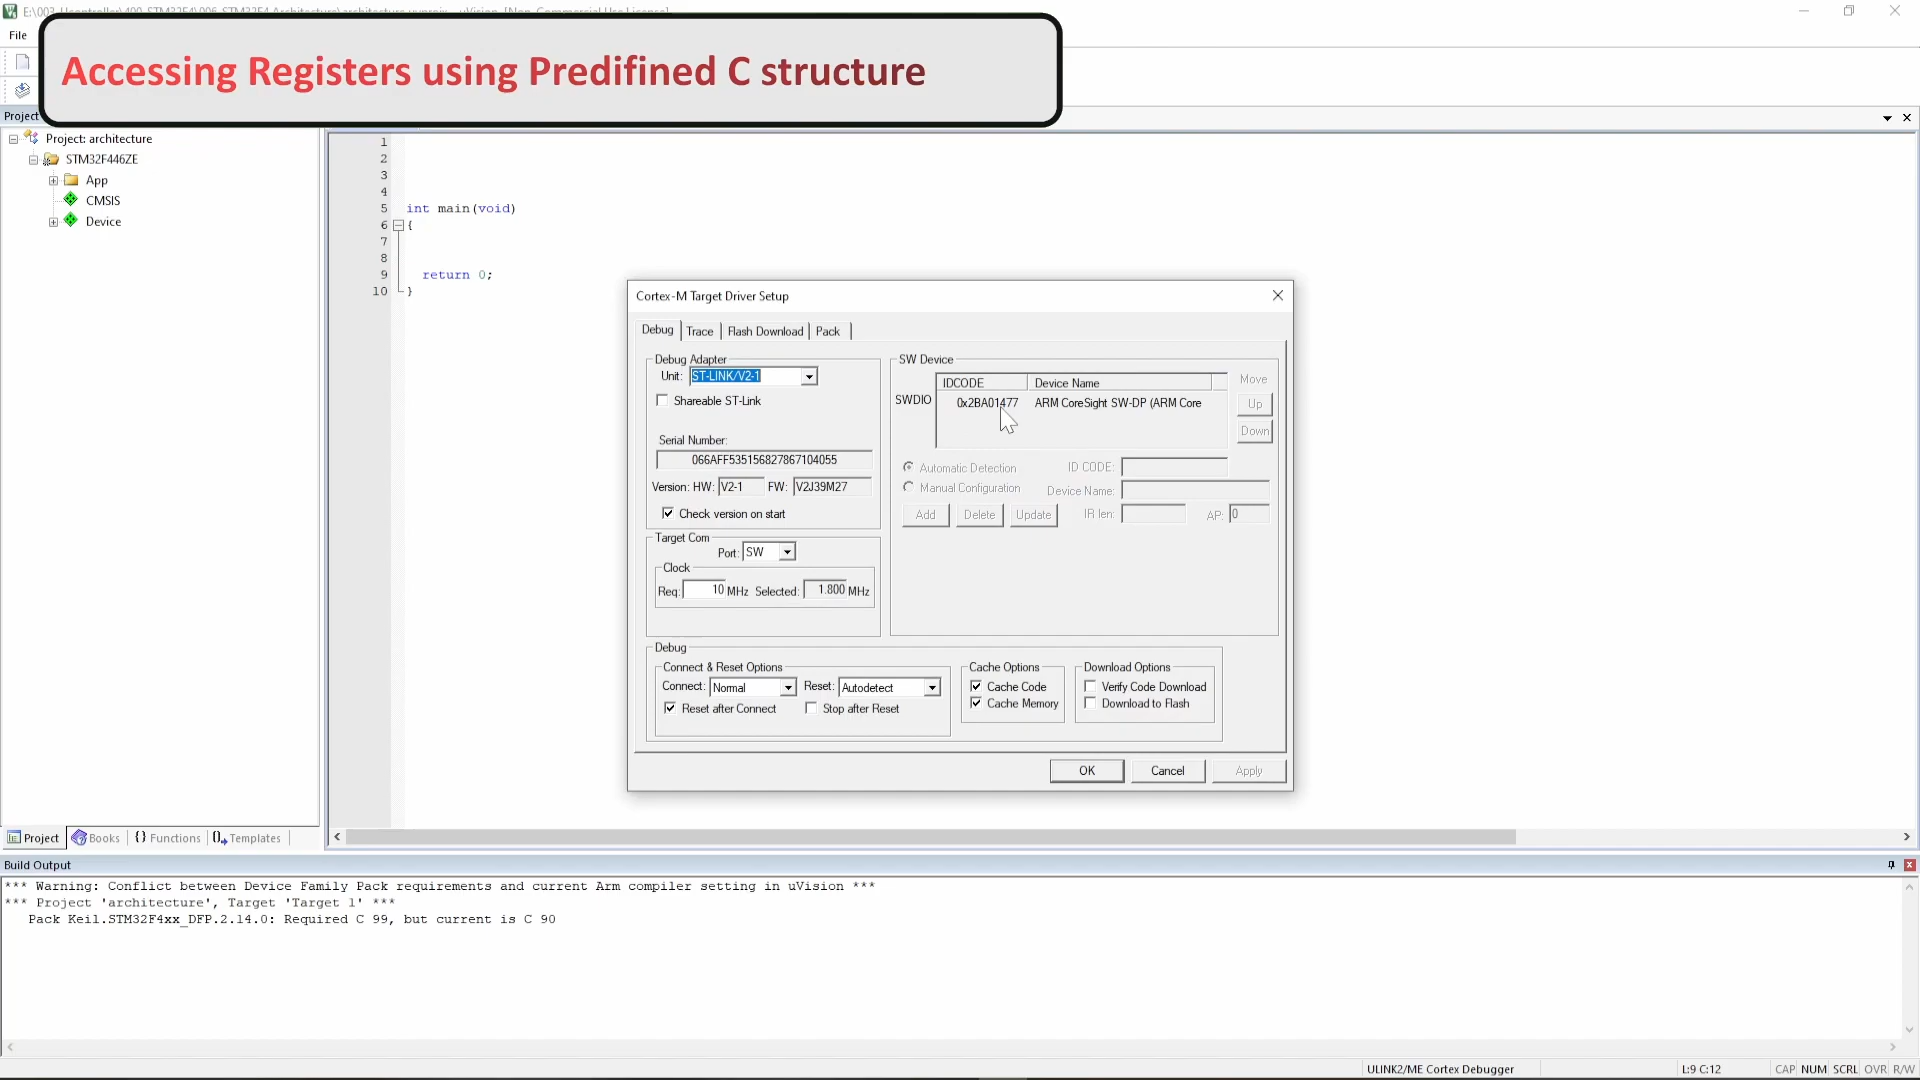 Accessing Registers using Predifined C structure
File
Project
Project: architecture
STM32F446ZE
App
CMSIS
Device
1
2
3
4
5 int main(void)
6 {
7
8
9 return 0;
10 }
Cortex-M Target Driver Setup
Debug Trace Flash Download Pack
Debug Adapter
Unit: ST-LINK/V2-1
Shareable ST-Link
Serial Number:
066AFF535156827867104055
Version: HW: V2-1 FW: V2J39M27
Check version on start
Target Com
Port: SW
Clock
Req: 10 MHz Selected: 1.800 MHz
SW Device
IDCODE Device Name Move
SWDIO 0x2BA01477 ARM CoreSight SW-DP (ARM Core Up
Down
Automatic Detection ID CODE:
Manual Configuration Device Name:
Add Delete Update IR len: AP: 0
Debug
Connect & Reset Options
Connect: Normal Reset: Autodetect
Reset after Connect Stop after Reset
Cache Options
Cache Code
Cache Memory
Download Options
Verify Code Download
Download to Flash
OK Cancel Apply
Project Books {} Functions Templates
Build Output
*** Warning: Conflict between Device Family Pack requirements and current Arm compiler setting in uVision ***
*** Project 'architecture', Target 'Target 1' ***
Pack Keil.STM32F4xx_DFP.2.14.0: Required C 99, but current is C 90
ULINK2/ME Cortex Debugger L:9 C:12 CAP NUM SCRL OVR R/W